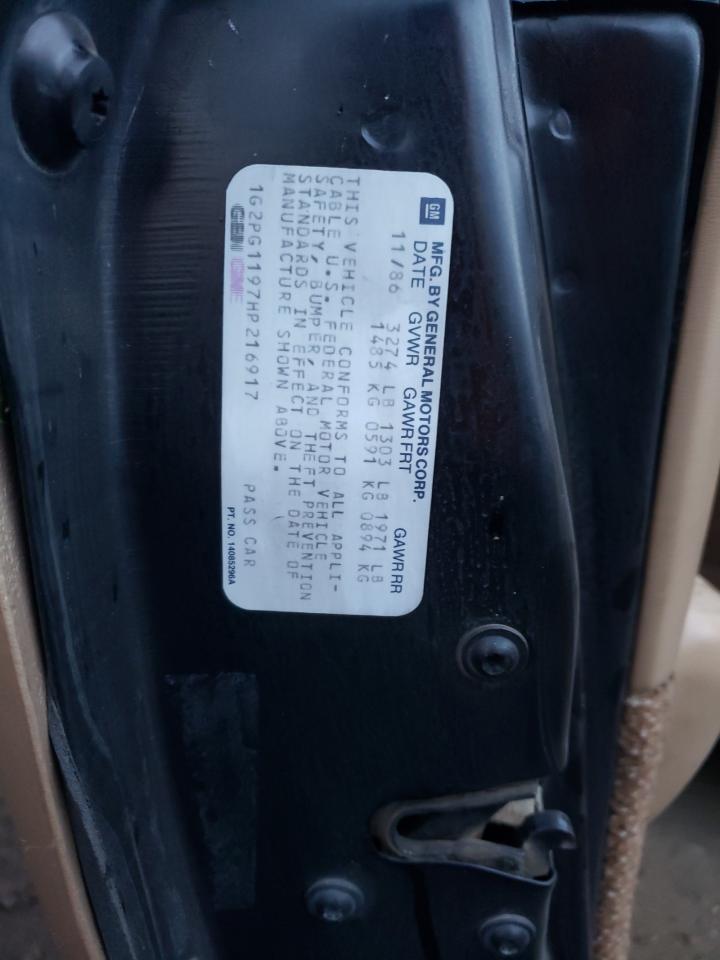 GM MFG. BY GENERAL MOTORS CORP.
DATE GVWR GAWR FRT GAWR RR
11/86 3274 LB 1303 LB 1971 LB
1485 KG 0591 KG 0894 KG
THIS VEHICLE CONFORMS TO ALL APPLI-
CABLE U.S. FEDERAL MOTOR VEHICLE
SAFETY, BUMPER, AND THEFT PREVENTION
STANDARDS IN EFFECT ON THE DATE OF
MANUFACTURE SHOWN ABOVE.
1G2PG1197HP216917 PASS CAR
PT. NO. 14085296A